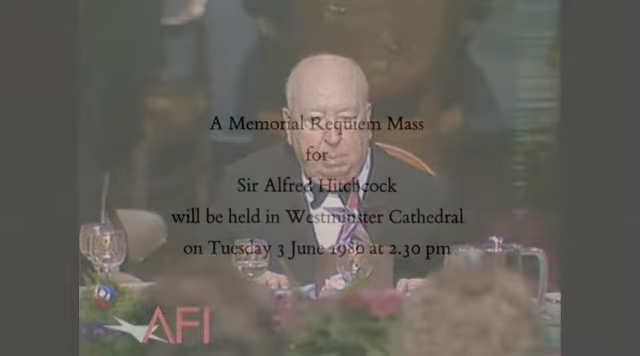 A Memorial Requiem Mass
for
Sir Alfred Hitchcock
will be held in Westminster Cathedral
on Tuesday 3 June 1980 at 2.30 pm
AFI